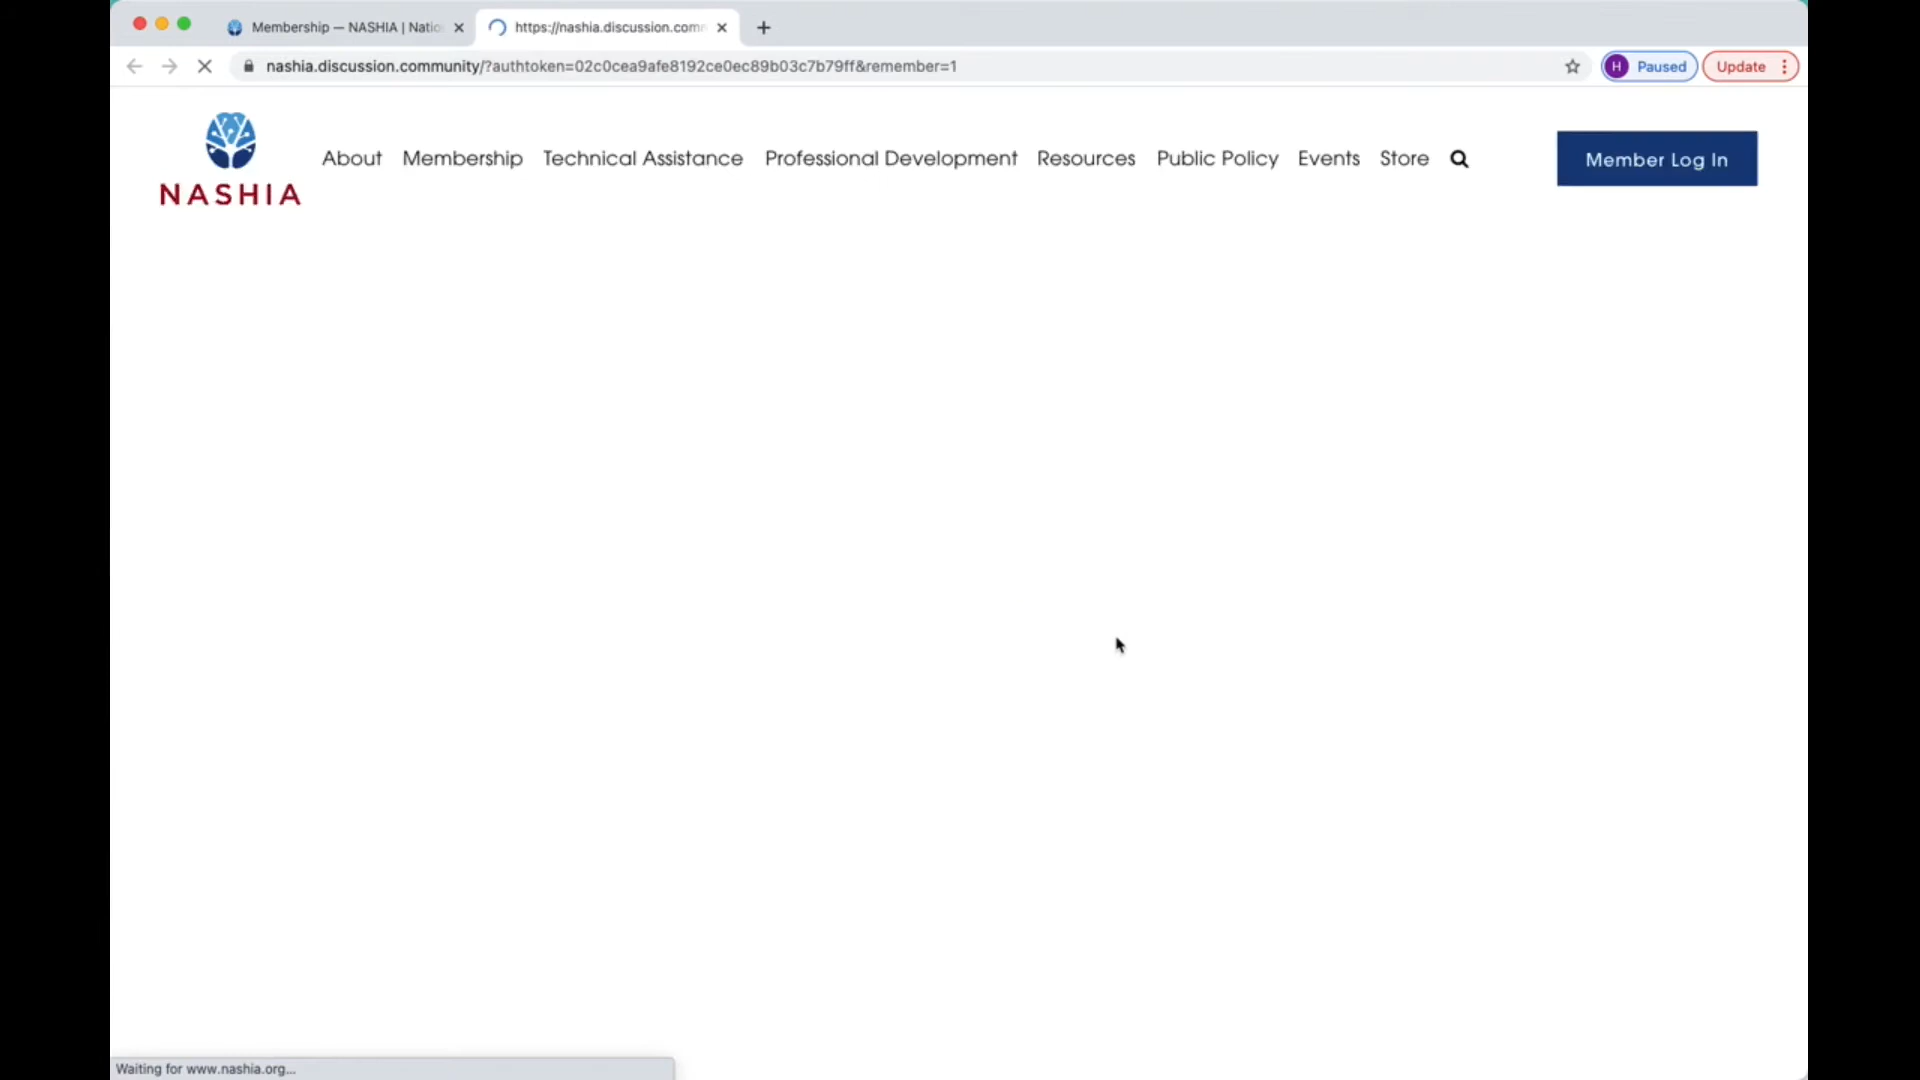 Membership — NASHIA | Natio
https://nashia.discussion.com
nashia.discussion.community/?authtoken=02c0cea9afe8192ce0ec89b03c7b79ff&remember=1
H Paused
Update
NASHIA
About Membership Technical Assistance Professional Development Resources Public Policy Events Store
Member Log In
Waiting for www.nashia.org...